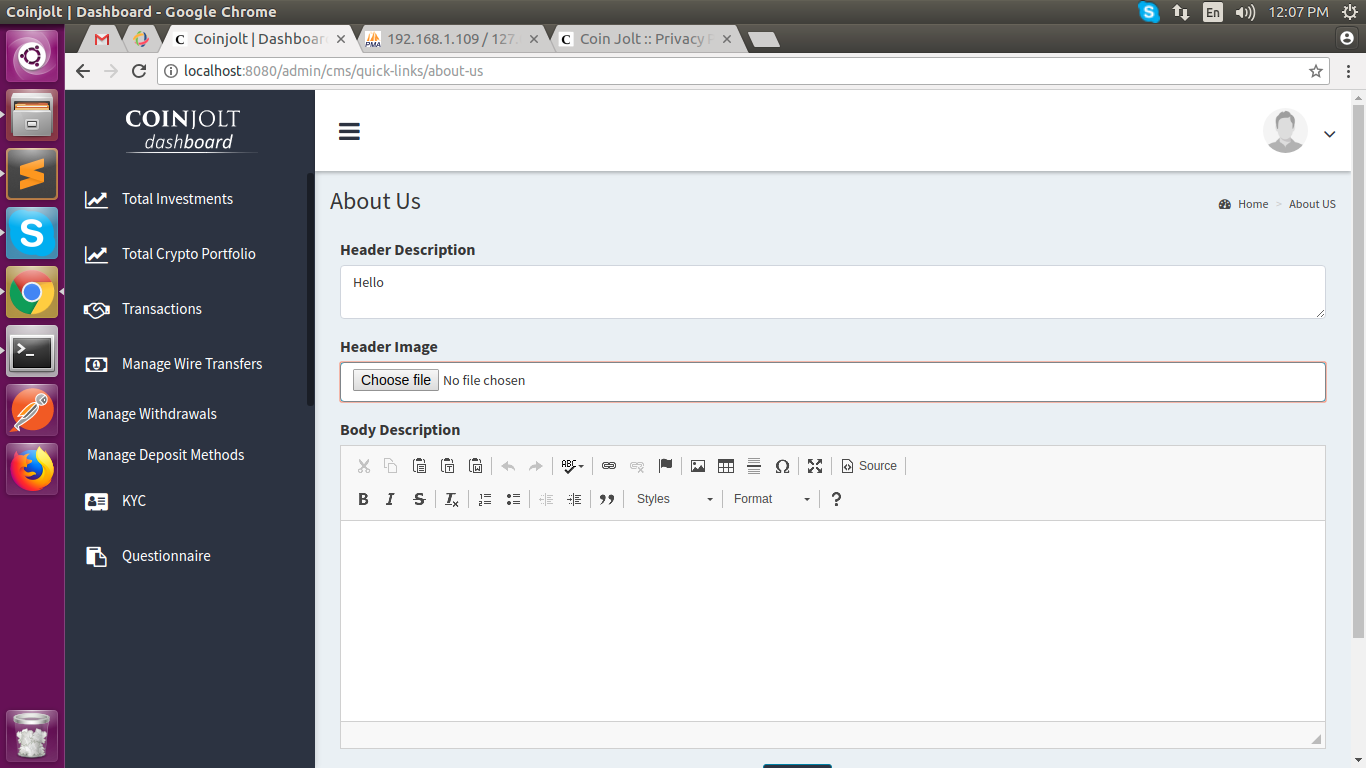 Coinjolt | Dashboard - Google Chrome
En
12:07 PM
Coinjolt | Dashboar
192.168.1.109 / 127.
Coin Jolt :: Privacy P
localhost:8080/admin/cms/quick-links/about-us
COINJOLT
dashboard
Total Investments
Total Crypto Portfolio
Transactions
Manage Wire Transfers
Manage Withdrawals
Manage Deposit Methods
KYC
Questionnaire
About Us
Home > About US
Header Description
Hello
Header Image
Choose file No file chosen
Body Description
ABC
Source
B I S Tx
Styles
Format
?